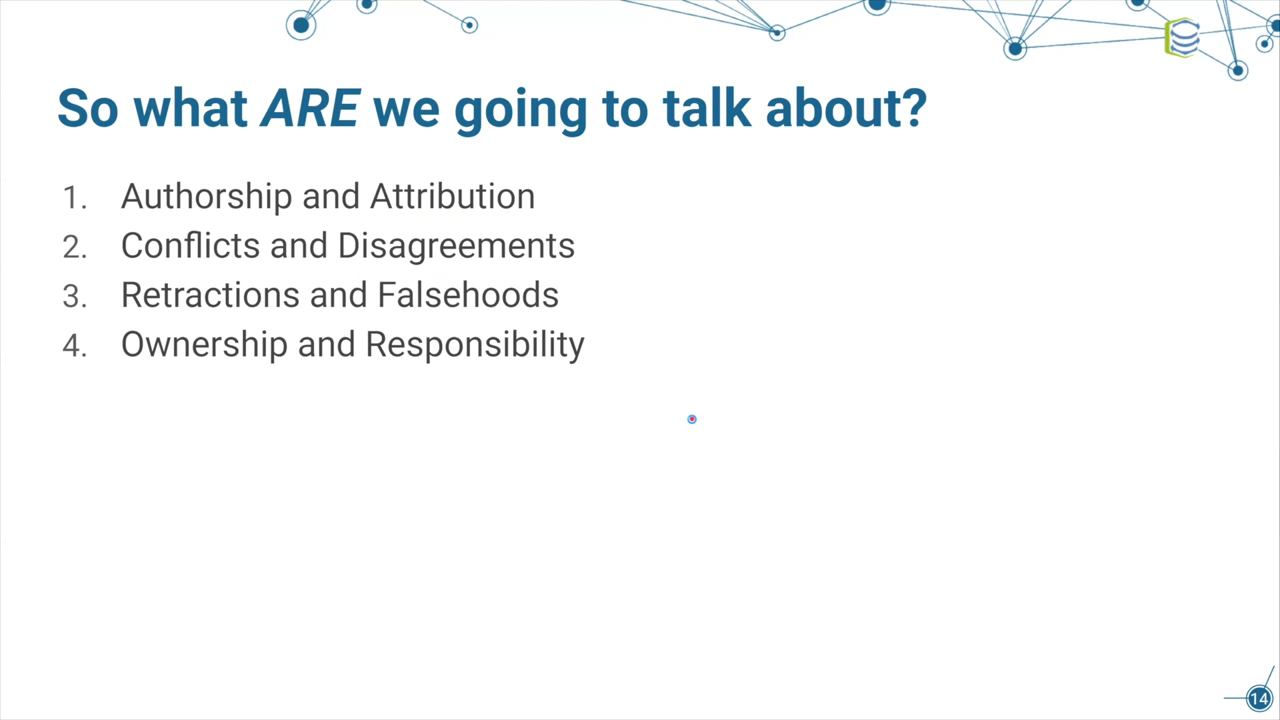 So what ARE we going to talk about?
1. Authorship and Attribution
2. Conflicts and Disagreements
3. Retractions and Falsehoods
4. Ownership and Responsibility
14